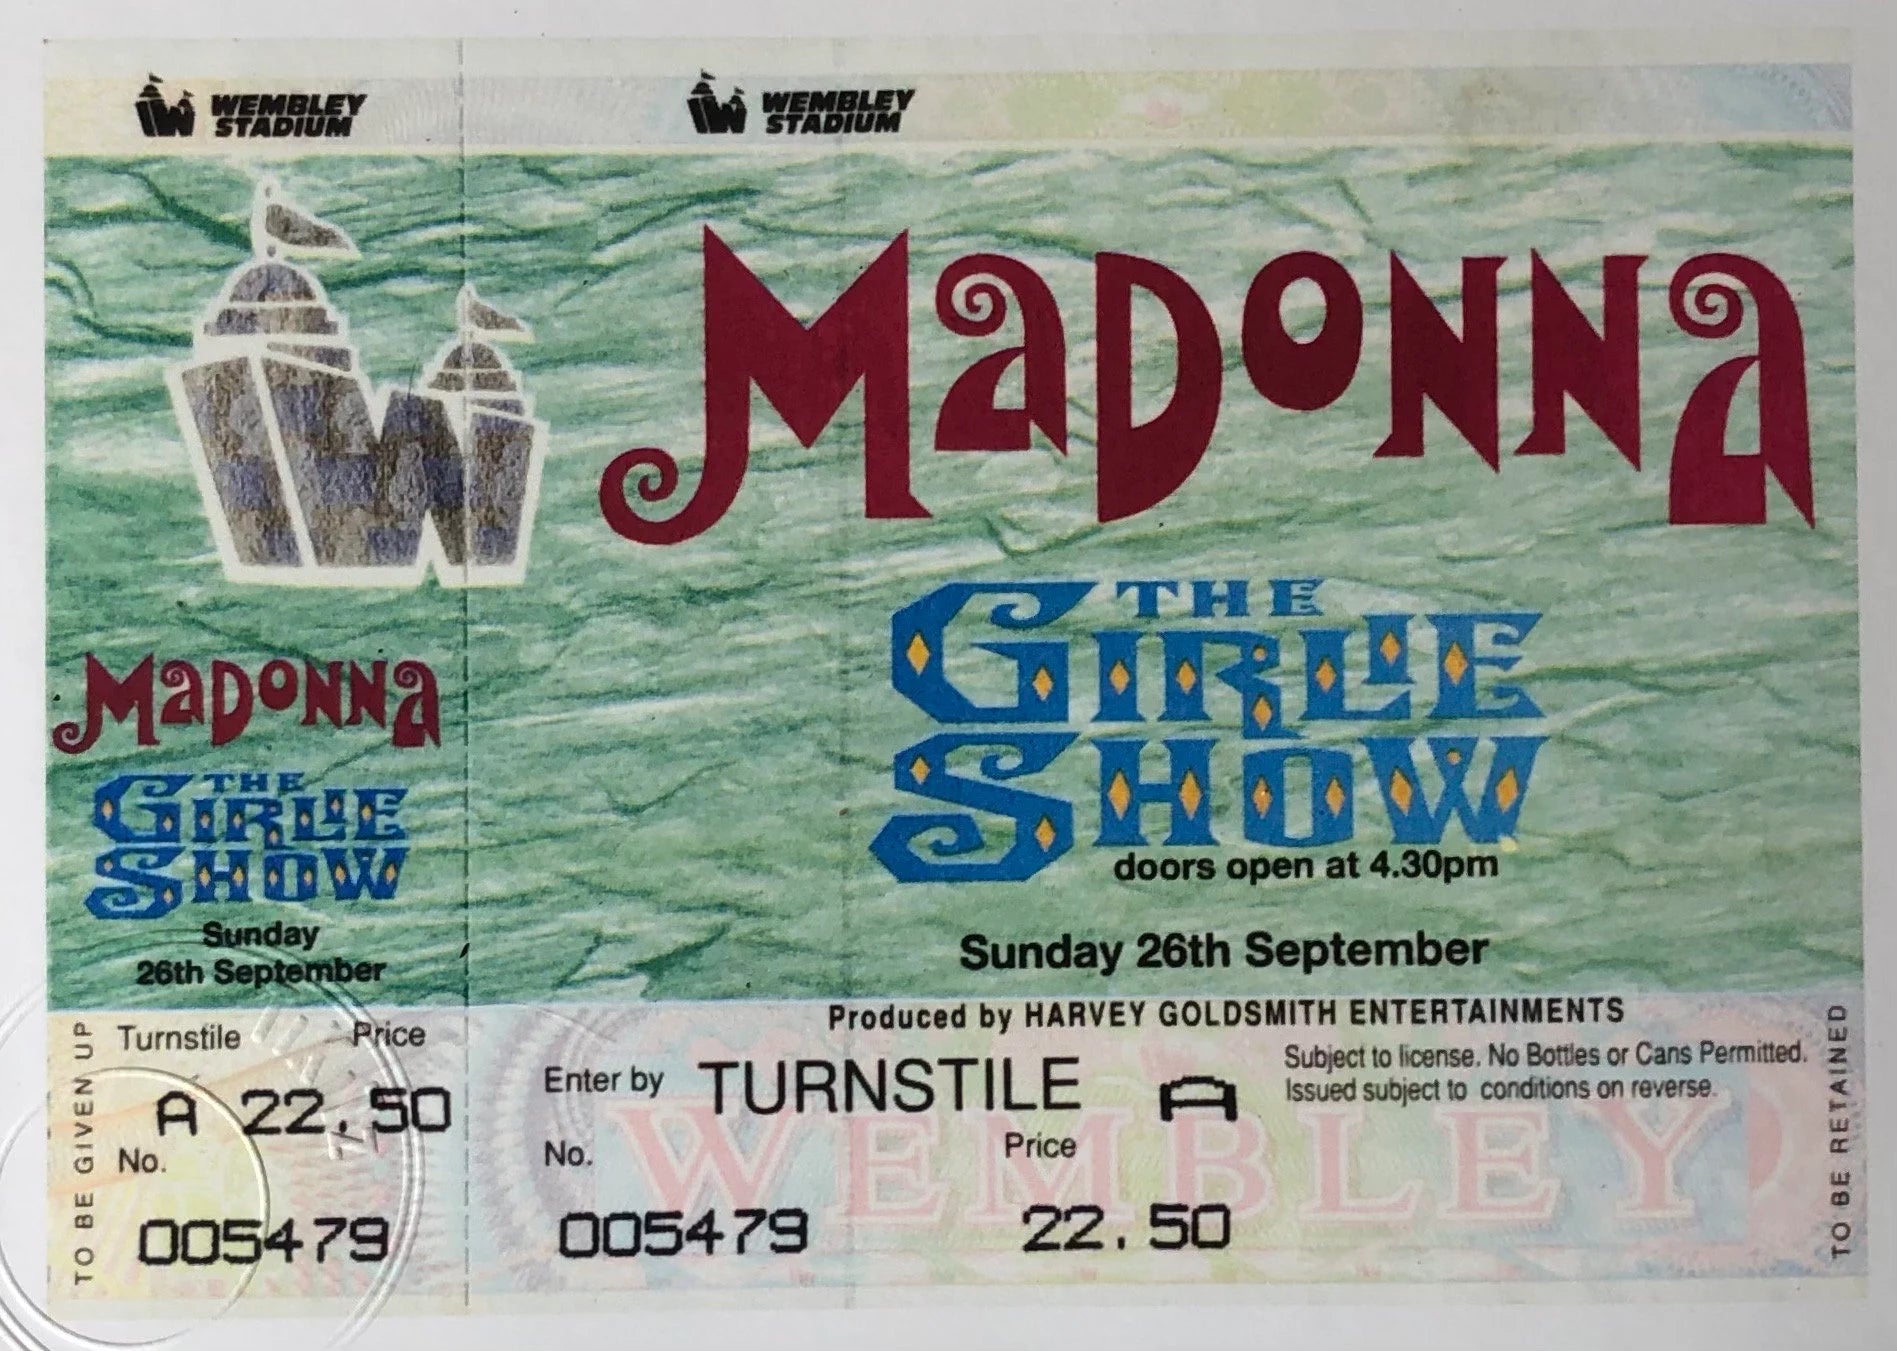 WEMBLEY
STADIUM
MADONNA
THE
GIRLIE
SHOW
Sunday
26th September
TO BE GIVEN UP
Turnstile Price
A 22.50
No.
005479
WEMBLEY
STADIUM
MADONNA
THE
GIRLIE
SHOW
doors open at 4.30pm
Sunday 26th September
Produced by HARVEY GOLDSMITH ENTERTAINMENTS
Enter by TURNSTILE A
Subject to license. No Bottles or Cans Permitted.
Issued subject to conditions on reverse.
No. Price
005479 22.50
WEMBLEY
TO BE RETAINED